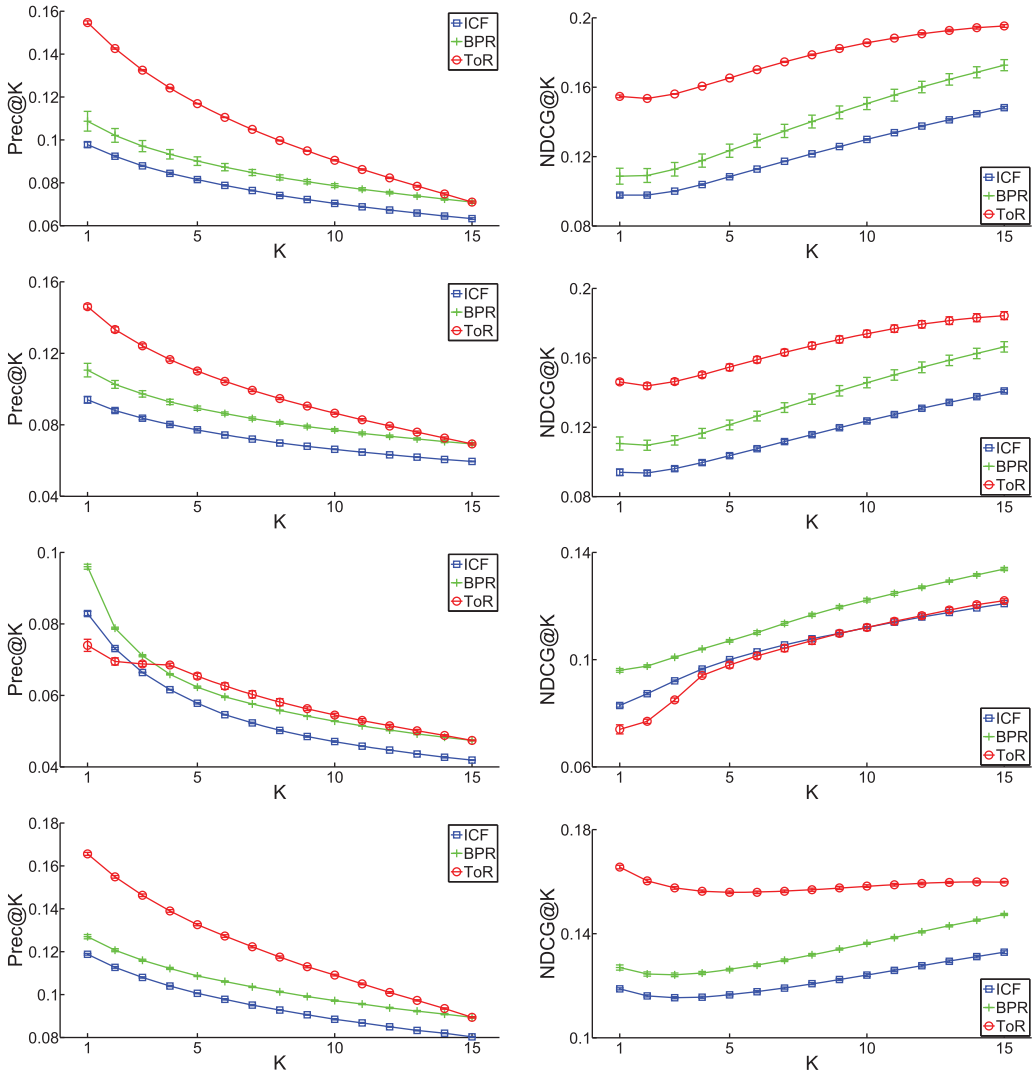 0.16
0.14
0.12
0.1
0.08
0.06
Prec@K
1
5
10
15
K
ICF
BPR
ToR
0.2
0.16
0.12
0.08
NDCG@K
1
5
10
15
K
ICF
BPR
ToR
0.16
0.12
0.08
0.04
Prec@K
1
5
10
15
K
ICF
BPR
ToR
0.2
0.16
0.12
0.08
NDCG@K
1
5
10
15
K
ICF
BPR
ToR
0.1
0.08
0.06
0.04
Prec@K
1
5
10
15
K
ICF
BPR
ToR
0.14
0.1
0.06
NDCG@K
1
5
10
15
K
ICF
BPR
ToR
0.18
0.16
0.14
0.12
0.1
0.08
Prec@K
1
5
10
15
K
ICF
BPR
ToR
0.18
0.14
0.1
NDCG@K
1
5
10
15
K
ICF
BPR
ToR